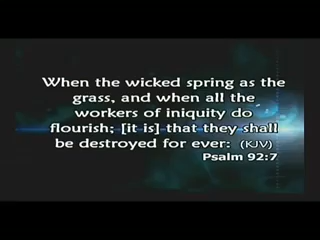 When the wicked spring as the
grass, and when all the
workers of iniquity do
flourish; [it is] that they shall
be destroyed for ever: (KJV)
Psalm 92:7